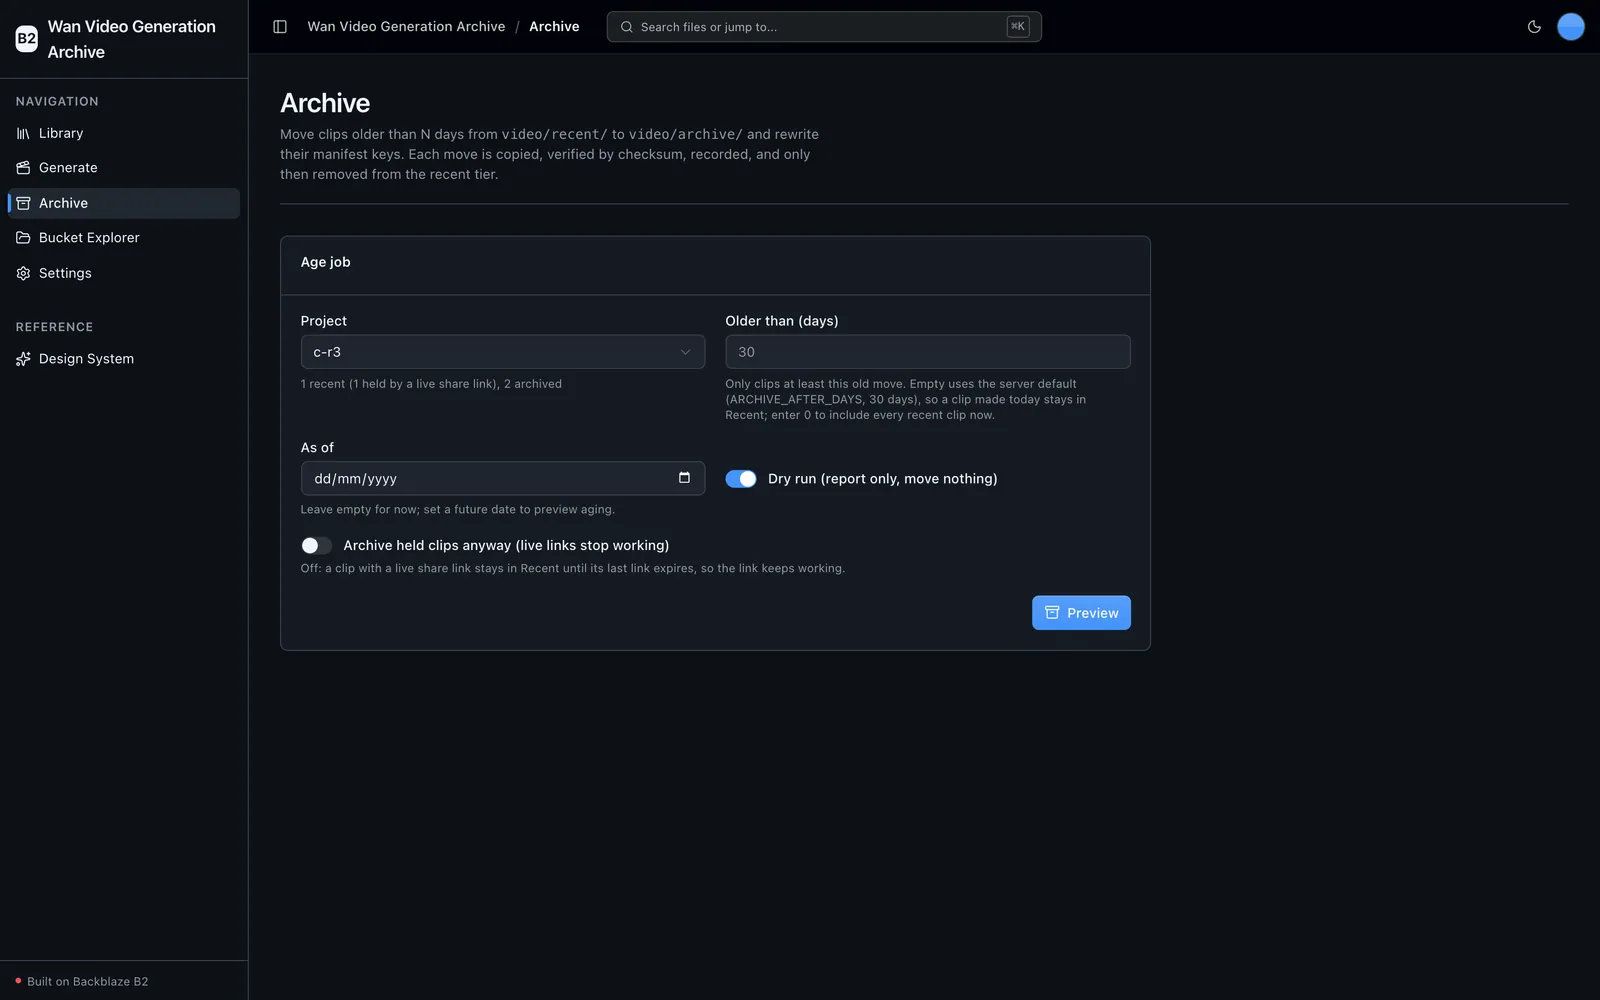 B2
Wan Video Generation
Archive
NAVIGATION
Library
Generate
Archive
Bucket Explorer
Settings
REFERENCE
Design System
Built on Backblaze B2
Wan Video Generation Archive / Archive
Search files or jump to...
⌘K
Archive
Move clips older than N days from video/recent/ to video/archive/ and rewrite
their manifest keys. Each move is copied, verified by checksum, recorded, and only
then removed from the recent tier.
Age job
Project
c-r3
1 recent (1 held by a live share link), 2 archived
Older than (days)
30
Only clips at least this old move. Empty uses the server default
(ARCHIVE_AFTER_DAYS, 30 days), so a clip made today stays in
Recent; enter 0 to include every recent clip now.
As of
dd/mm/yyyy
Leave empty for now; set a future date to preview aging.
Dry run (report only, move nothing)
Archive held clips anyway (live links stop working)
Off: a clip with a live share link stays in Recent until its last link expires, so the link keeps working.
Preview